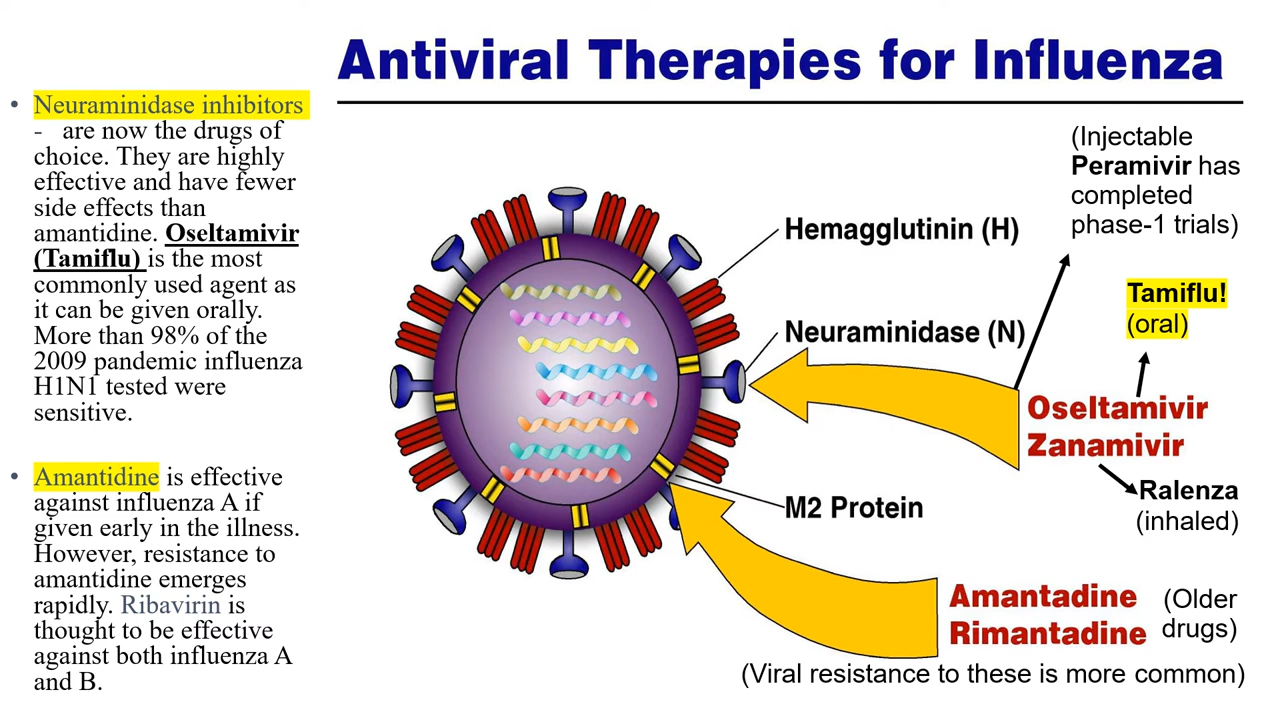 Antiviral Therapies for Influenza
• Neuraminidase inhibitors
- are now the drugs of
choice. They are highly
effective and have fewer
side effects than
amantidine. Oseltamivir
(Tamiflu) is the most
commonly used agent as
it can be given orally.
More than 98% of the
2009 pandemic influenza
H1N1 tested were
sensitive.
• Amantidine is effective
against influenza A if
given early in the illness.
However, resistance to
amantidine emerges
rapidly. Ribavirin is
thought to be effective
against both influenza A
and B.
(Injectable
Peramivir has
completed
phase-1 trials)
Hemagglutinin (H)
Tamiflu!
(oral)
Neuraminidase (N)
Oseltamivir
Zanamivir
Ralenza
(inhaled)
M2 Protein
Amantadine
Rimantadine
(Older
drugs)
(Viral resistance to these is more common)